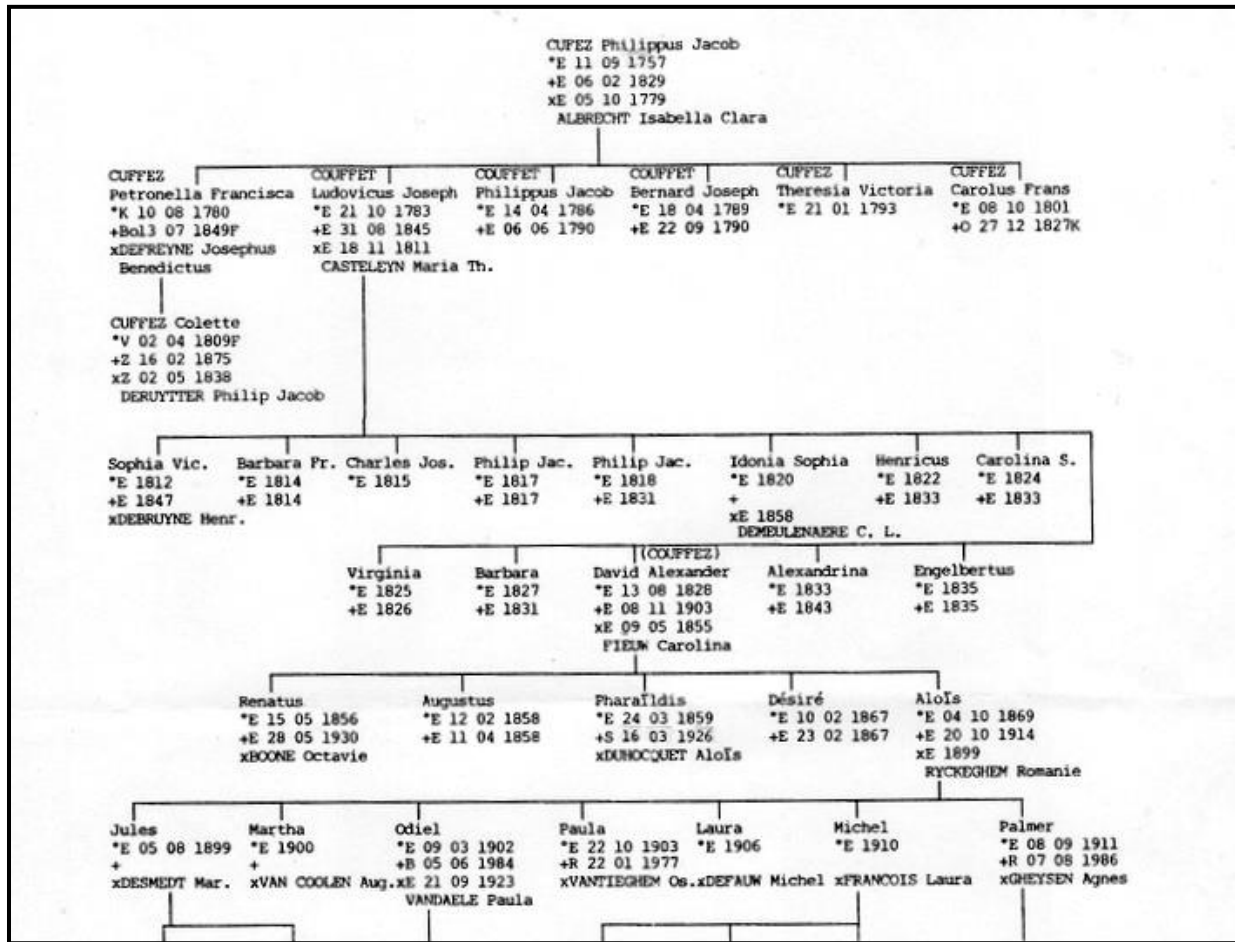 CUFEZ Philippus Jacob
*E 11 09 1757
+E 06 02 1829
xE 05 10 1779
ALBRECHT Isabella Clara
CUFFEZ
Petronella Francisca
*K 10 08 1780
+Bol3 07 1849F
xDEFREYNE Josephus
Benedictus
COUFFET
Ludovicus Joseph
*E 21 10 1783
+E 31 08 1845
xE 18 11 1811
CASTELEYN Maria Th.
COUFFET
Philippus Jacob
*E 14 04 1786
+E 06 06 1790
COUFFET
Bernard Joseph
*E 18 04 1789
+E 22 09 1790
CUFFEZ
Theresia Victoria
*E 21 01 1793
CUFFEZ
Carolus Frans
*E 08 10 1801
+O 27 12 1827K
CUFFEZ Colette
*V 02 04 1809F
+Z 16 02 1875
xZ 02 05 1838
DERUYTTER Philip Jacob
Sophia Vic.
*E 1812
+E 1847
xDEBRUYNE Henr.
Barbara Fr.
*E 1814
+E 1814
Charles Jos.
*E 1815
Philip Jac.
*E 1817
+E 1817
Philip Jac.
*E 1818
+E 1831
Idonia Sophia
*E 1820
+
xE 1858
DEMEULENAERE C. L.
Henricus
*E 1822
+E 1833
Carolina S.
*E 1824
+E 1833
Virginia
*E 1825
+E 1826
Barbara
*E 1827
+E 1831
(COUFFEZ)
David Alexander
*E 13 08 1828
+E 08 11 1903
xE 09 05 1855
FIEUW Carolina
Alexandrina
*E 1833
+E 1843
Engelbertus
*E 1835
+E 1835
Renatus
*E 15 05 1856
+E 28 05 1930
xBOONE Octavie
Augustus
*E 12 02 1858
+E 11 04 1858
Pharaïldis
*E 24 03 1859
+S 16 03 1926
xDUHOCQUET Aloïs
Désiré
*E 10 02 1867
+E 23 02 1867
Aloïs
*E 04 10 1869
+E 20 10 1914
xE 1899
RYCKEGHEM Romanie
Jules
*E 05 08 1899
+
xDESMEDT Mar.
Martha
*E 1900
+
xVAN COOLEN Aug.
Odiel
*E 09 03 1902
+B 05 06 1984
xE 21 09 1923
VANDAELE Paula
Paula
*E 22 10 1903
+R 22 01 1977
xVANTIEGHEM Os.
Laura
*E 1906
xDEFAUW Michel
Michel
*E 1910
xFRANCOIS Laura
Palmer
*E 08 09 1911
+R 07 08 1986
xGHEYSEN Agnes